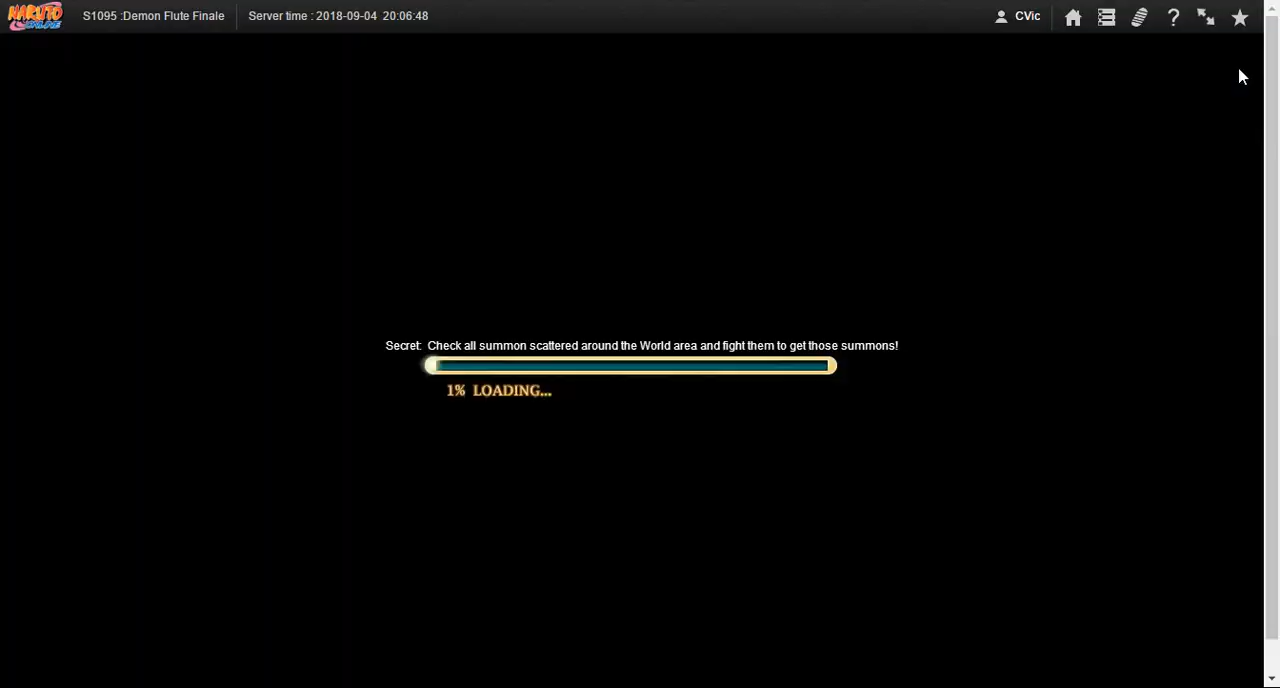 NARUTO
ONLINE
S1095 :Demon Flute Finale
Server time : 2018-09-04 20:06:48
CVic
?
Secret: Check all summon scattered around the World area and fight them to get those summons!
1% LOADING...